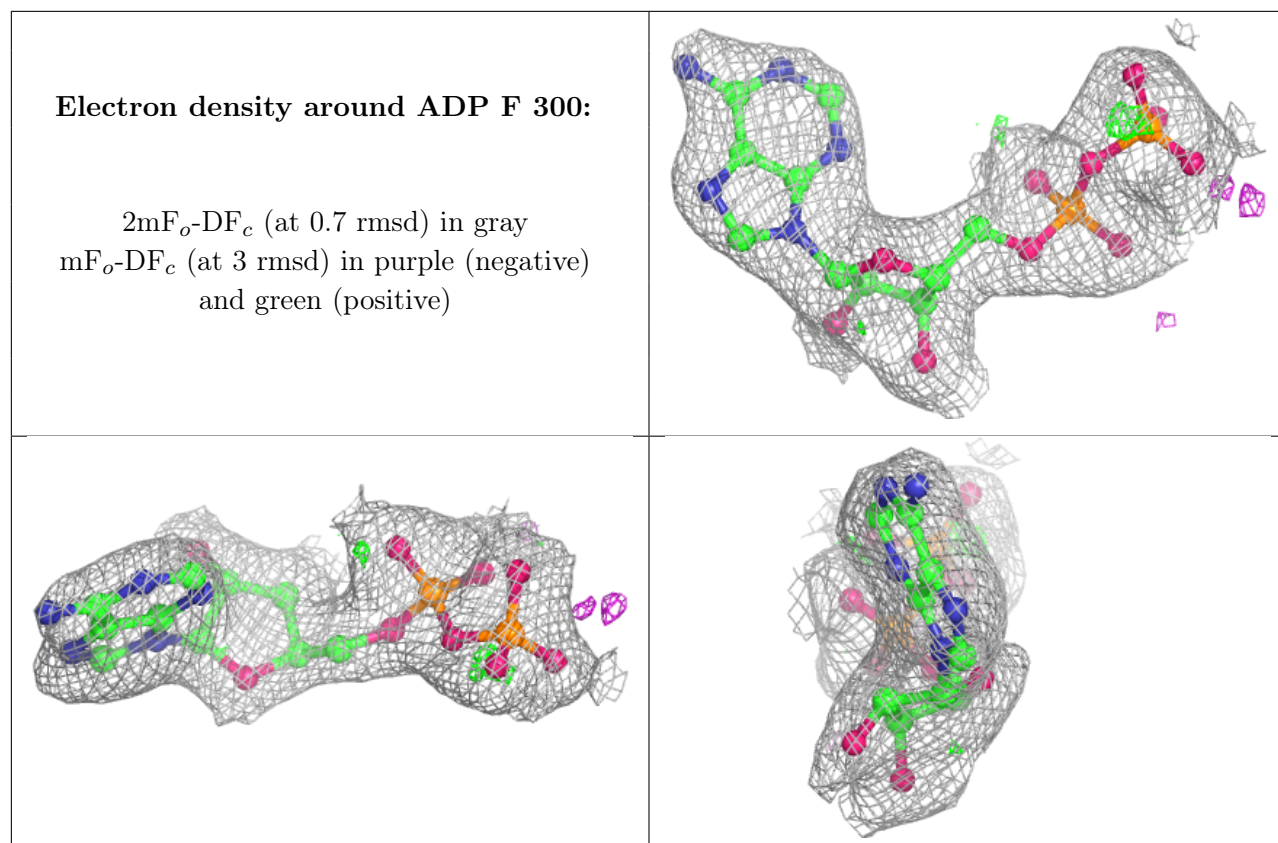 Electron density around ADP F 300:
2mFo-DFc (at 0.7 rmsd) in gray
mFo-DFc (at 3 rmsd) in purple (negative)
and green (positive)